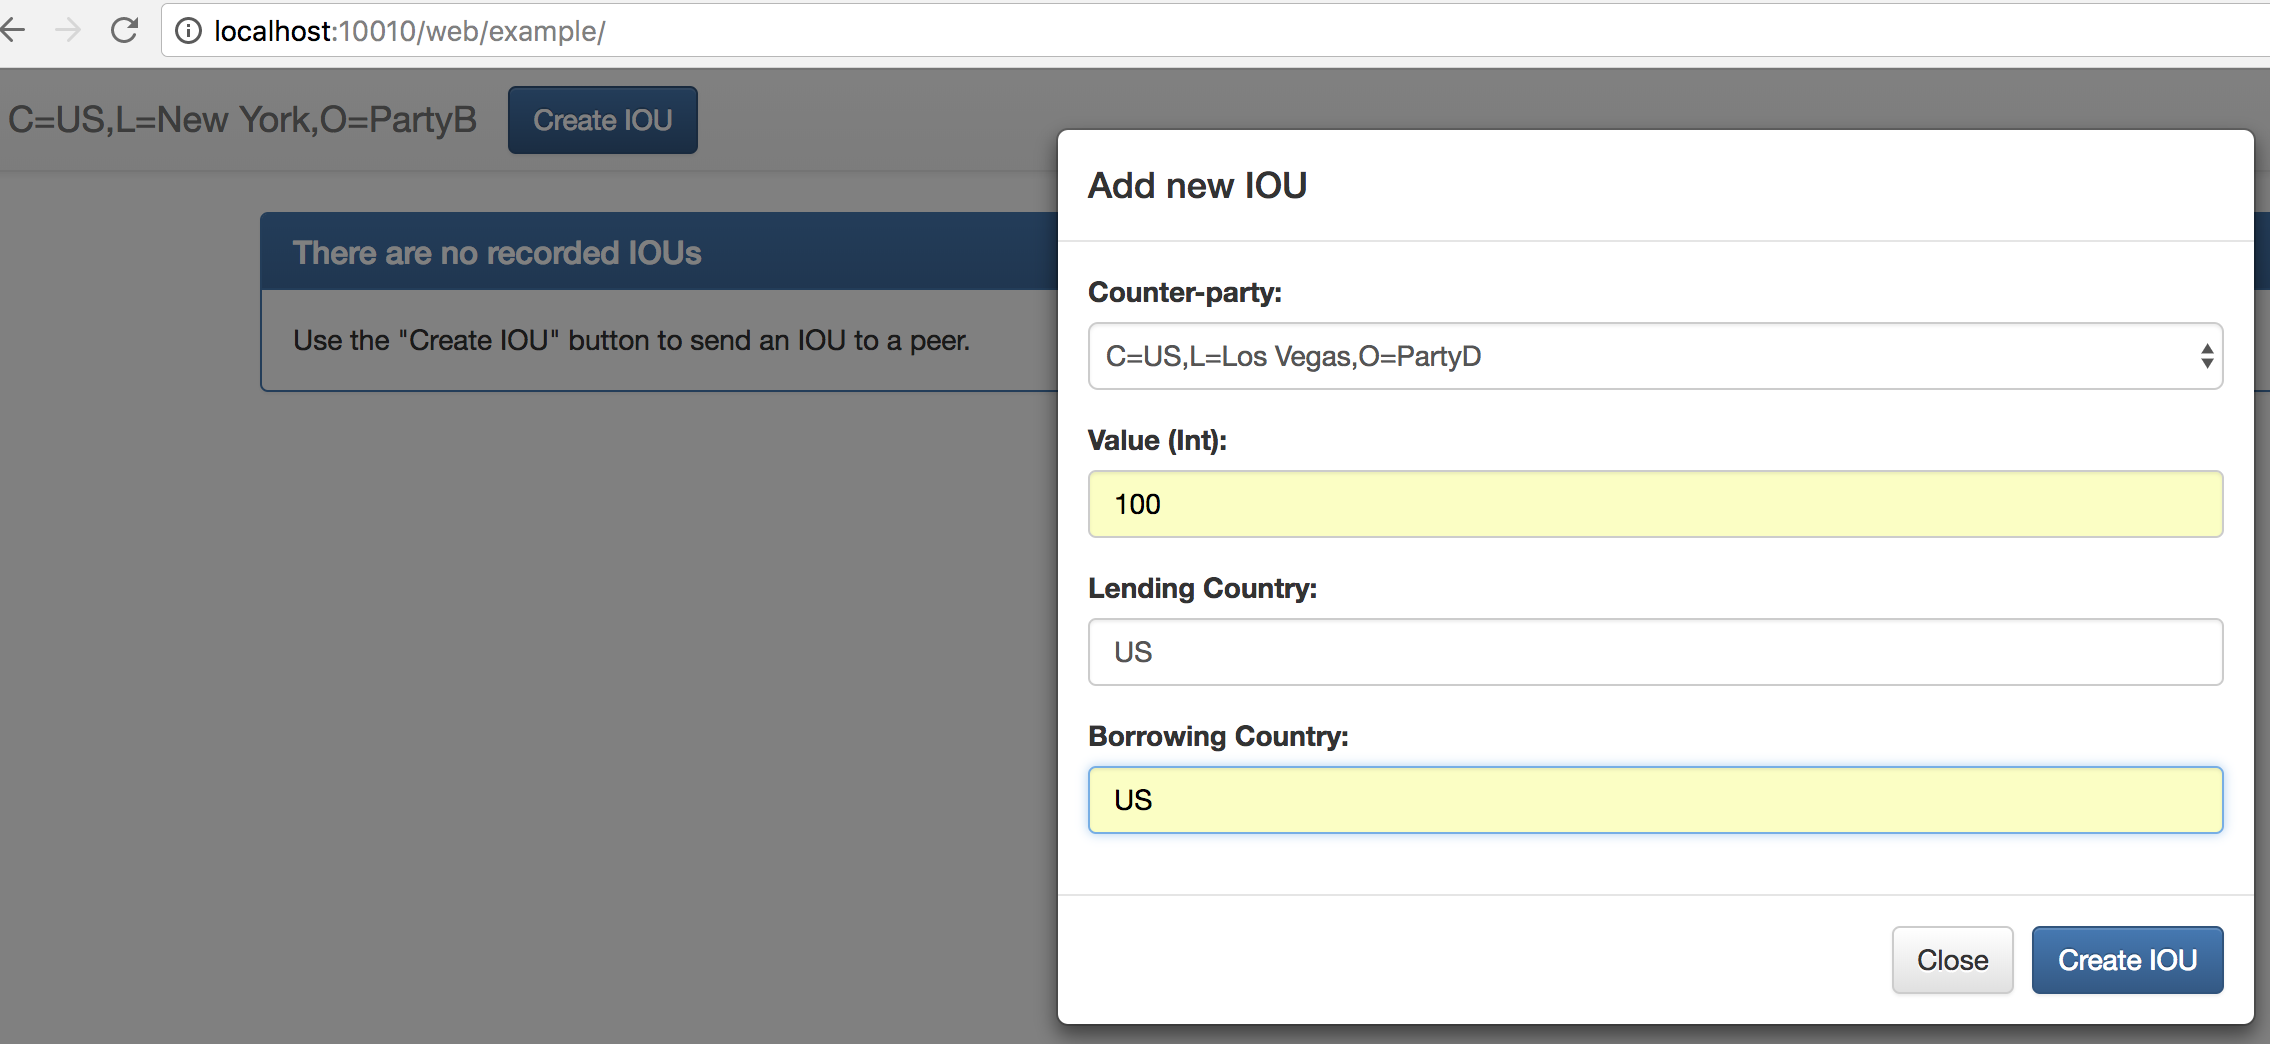 localhost:10010/web/example/
C=US,L=New York,O=PartyB
Create IOU
There are no recorded IOUs
Use the "Create IOU" button to send an IOU to a peer.
Add new IOU
Counter-party:
C=US,L=Los Vegas,O=PartyD
Value (Int):
100
Lending Country:
US
Borrowing Country:
US
Close
Create IOU